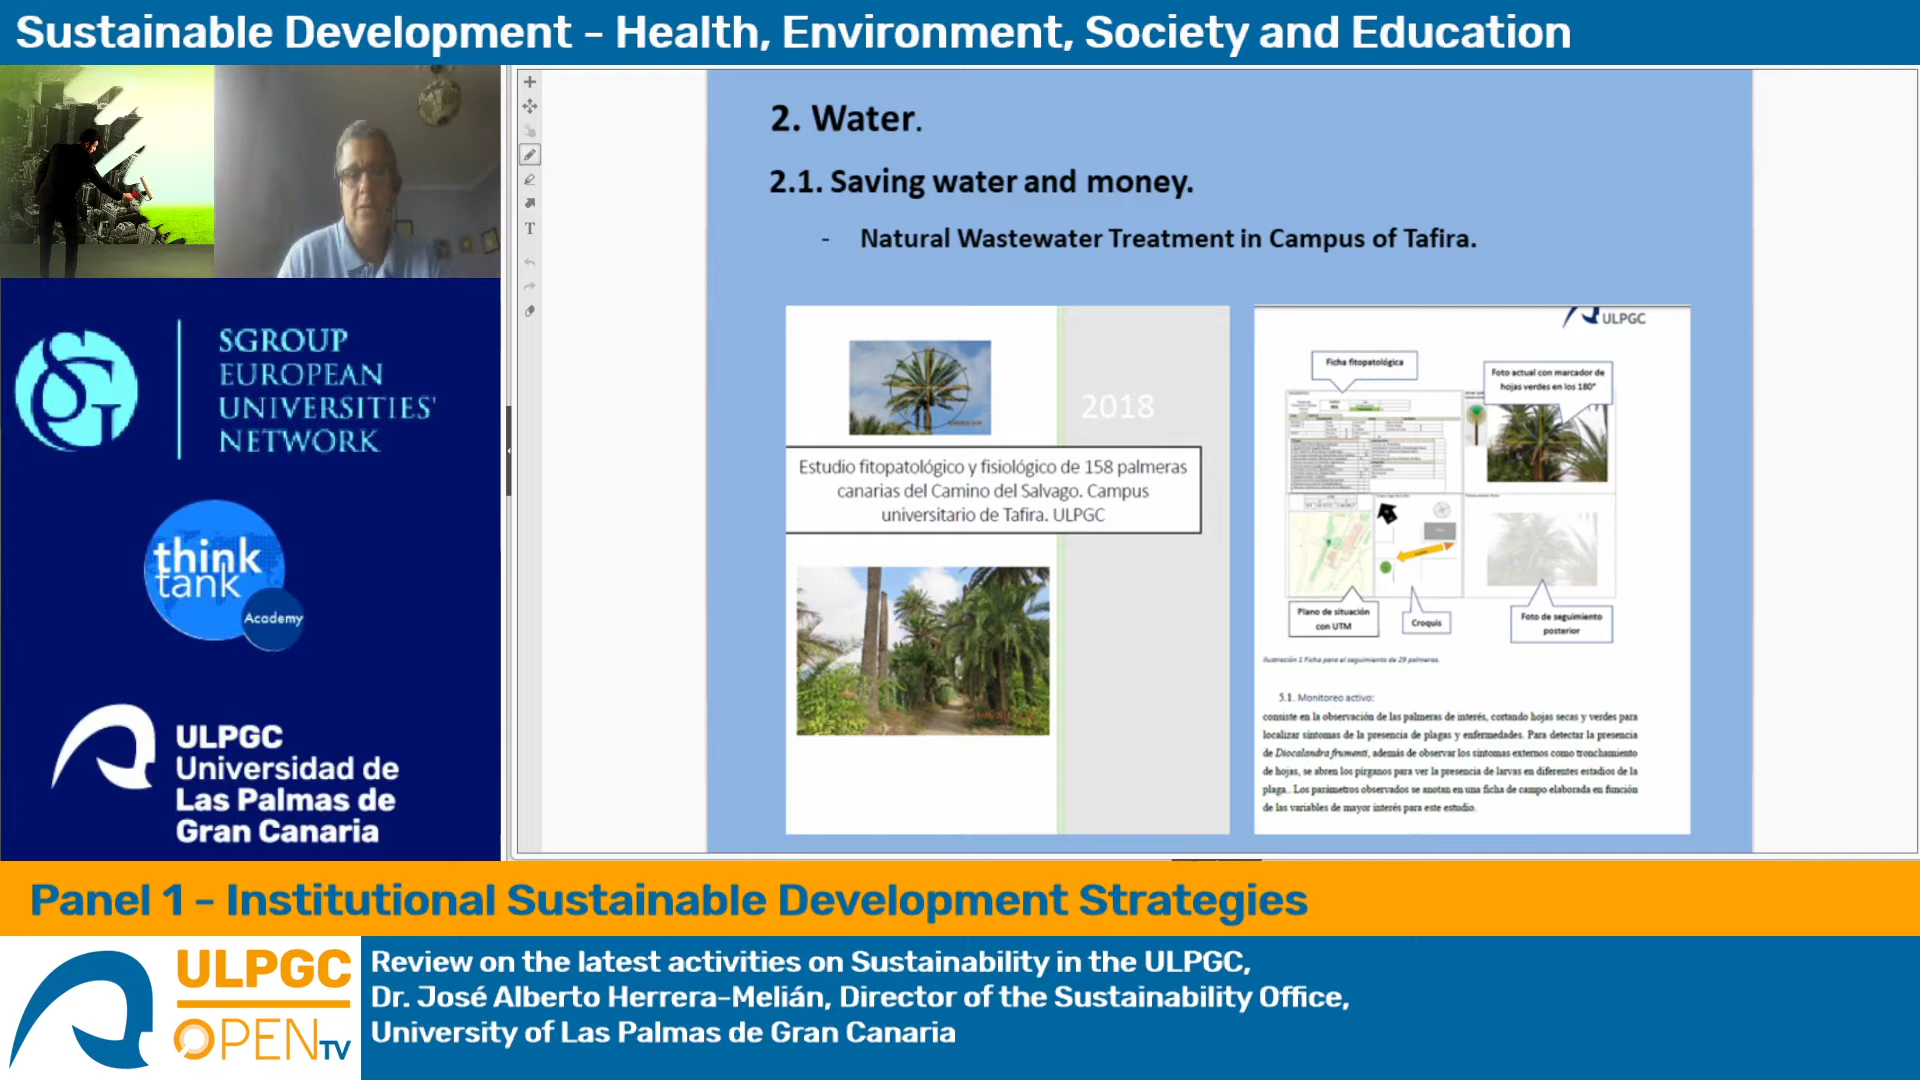 Sustainable Development - Health, Environment, Society and Education
SGROUP
EUROPEAN
UNIVERSITIES'
NETWORK
think
tank
Academy
ULPGC
Universidad de
Las Palmas de
Gran Canaria
2. Water.
2.1. Saving water and money.
- Natural Wastewater Treatment in Campus of Tafira.
2018
Estudio fitopatológico y fisiológico de 158 palmeras
canarias del Camino del Salvago. Campus
universitario de Tafira. ULPGC
ULPGC
Ficha fitopatológica
Foto actual con marcador de
hojas verdes en los 180°
Plano de situación
con UTM
Croquis
Foto de seguimiento
posterior
Ilustración 1 Ficha para el seguimiento de 29 palmeras.
5.1. Monitoreo activo:
consiste en la observación de las palmeras de interés, cortando hojas secas y verdes para
localizar síntomas de la presencia de plagas y enfermedades. Para detectar la presencia
de Diocalandra frumenti, además de observar los síntomas externos como tronchamiento
de hojas, se abren los pírganos para ver la presencia de larvas en diferentes estadios de la
plaga.. Los parámetros observados se anotan en una ficha de campo elaborada en función
de las variables de mayor interés para este estudio.
Panel 1 - Institutional Sustainable Development Strategies
ULPGC
OPENTV
Review on the latest activities on Sustainability in the ULPGC,
Dr. José Alberto Herrera-Melián, Director of the Sustainability Office,
University of Las Palmas de Gran Canaria